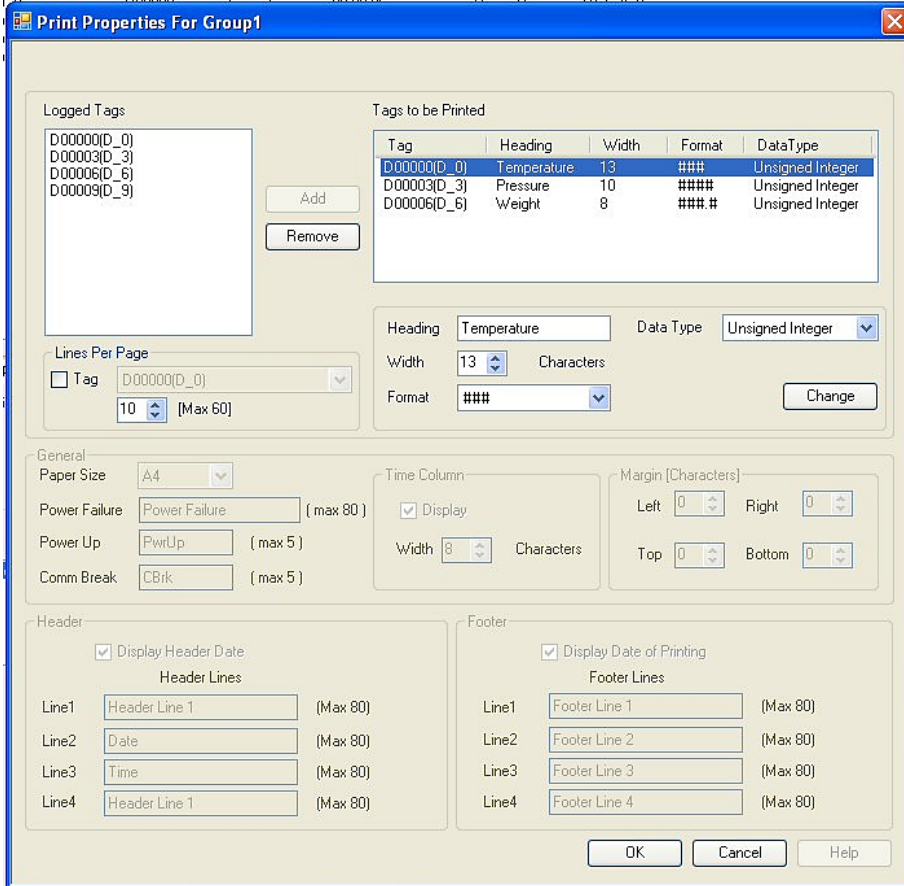 Print Properties For Group1
Logged Tags
D00000(D_0)
D00003(D_3)
D00006(D_6)
D00009(D_9)
Add
Remove
Tags to be Printed
Tag Heading Width Format DataType
D00000(D_0) Temperature 13 ### Unsigned Integer
D00003(D_3) Pressure 10 #### Unsigned Integer
D00006(D_6) Weight 8 ###.# Unsigned Integer
Lines Per Page
Tag D00000(D_0)
10 [Max 60]
Heading Temperature Data Type Unsigned Integer
Width 13 Characters
Format ### Change
General
Paper Size A4
Power Failure Power Failure ( max 80 )
Power Up PwrUp ( max 5 )
Comm Break CBrk ( max 5 )
Time Column
Display
Width 8 Characters
Margin [Characters]
Left 0 Right 0
Top 0 Bottom 0
Header
Display Header Date
Header Lines
Line1 Header Line 1 (Max 80)
Line2 Date (Max 80)
Line3 Time (Max 80)
Line4 Header Line 1 (Max 80)
Footer
Display Date of Printing
Footer Lines
Line1 Footer Line 1 (Max 80)
Line2 Footer Line 2 (Max 80)
Line3 Footer Line 3 (Max 80)
Line4 Footer Line 4 (Max 80)
OK Cancel Help